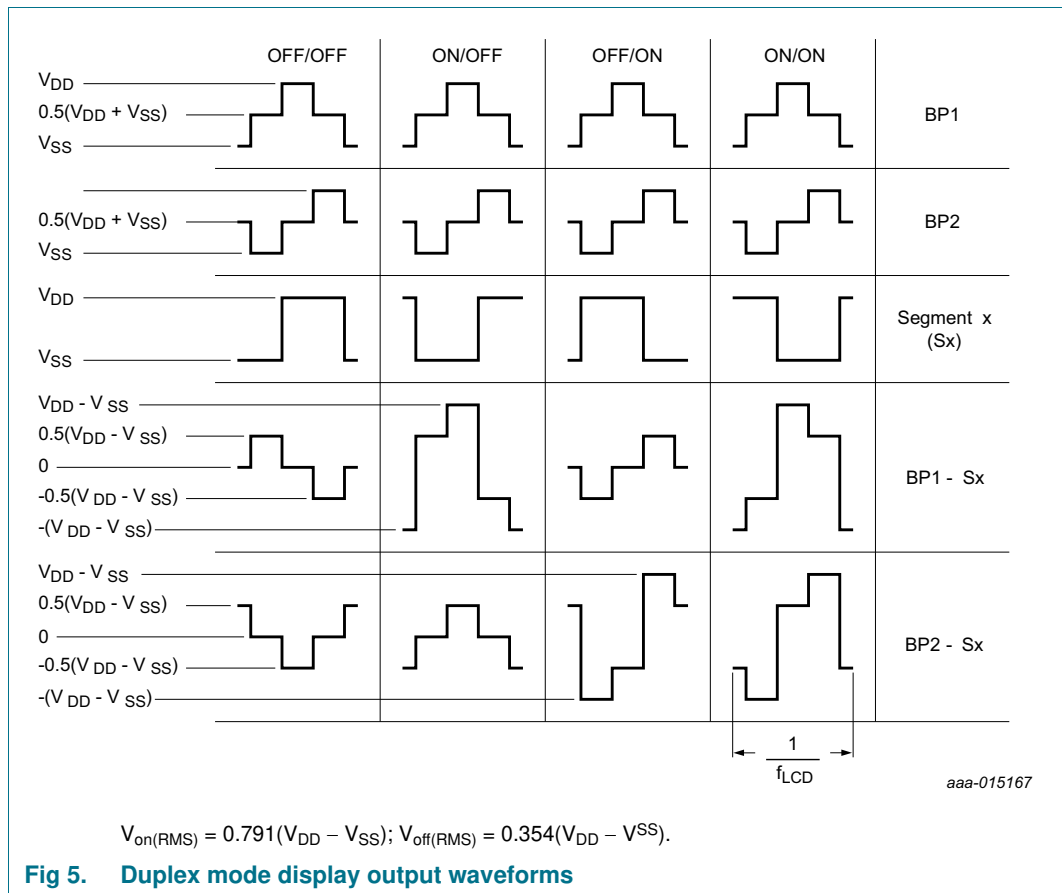 OFF/OFF ON/OFF OFF/ON ON/ON
VDD
0.5(VDD + VSS)
VSS
BP1
0.5(VDD + VSS)
VSS
BP2
VDD
VSS
Segment x
(Sx)
VDD - V SS
0.5(VDD - VSS)
0
-0.5(V DD - V SS)
-(V DD - V SS)
BP1 - Sx
VDD - V SS
0.5(VDD - VSS)
0
-0.5(V DD - V SS)
-(V DD - V SS)
BP2 - Sx
1
fLCD
aaa-015167
Von(RMS) = 0.791(VDD − VSS); Voff(RMS) = 0.354(VDD − VSS).
Fig 5. Duplex mode display output waveforms